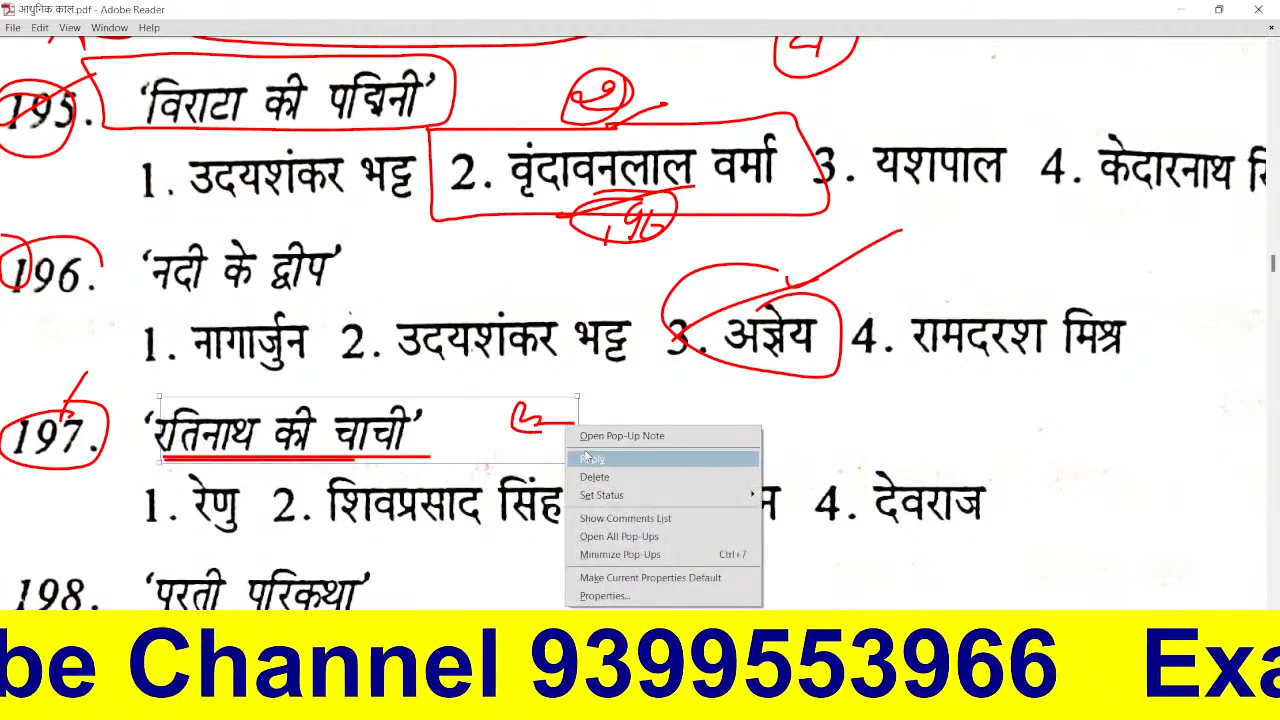 आधुनिक काल.pdf - Adobe Reader
File Edit View Window Help
195. 'विराटा की पद्मिनी'
1. उदयशंकर भट्ट 2. वृंदावनलाल वर्मा 3. यशपाल 4. केदारनाथ
196. 'नदी के द्वीप'
1. नागार्जुन 2. उदयशंकर भट्ट 3. अज्ञेय 4. रामदरश मिश्र
197. 'रतिनाथ की चाची'
1. रेणु 2. शिवप्रसाद सिंह 4. देवराज
198. 'परती परिकथा'
Open Pop-Up Note
Reply
Delete
Set Status
Show Comments List
Open All Pop-Ups
Minimize Pop-Ups Ctrl+7
Make Current Properties Default
Properties...
be Channel 9399553966 Exa